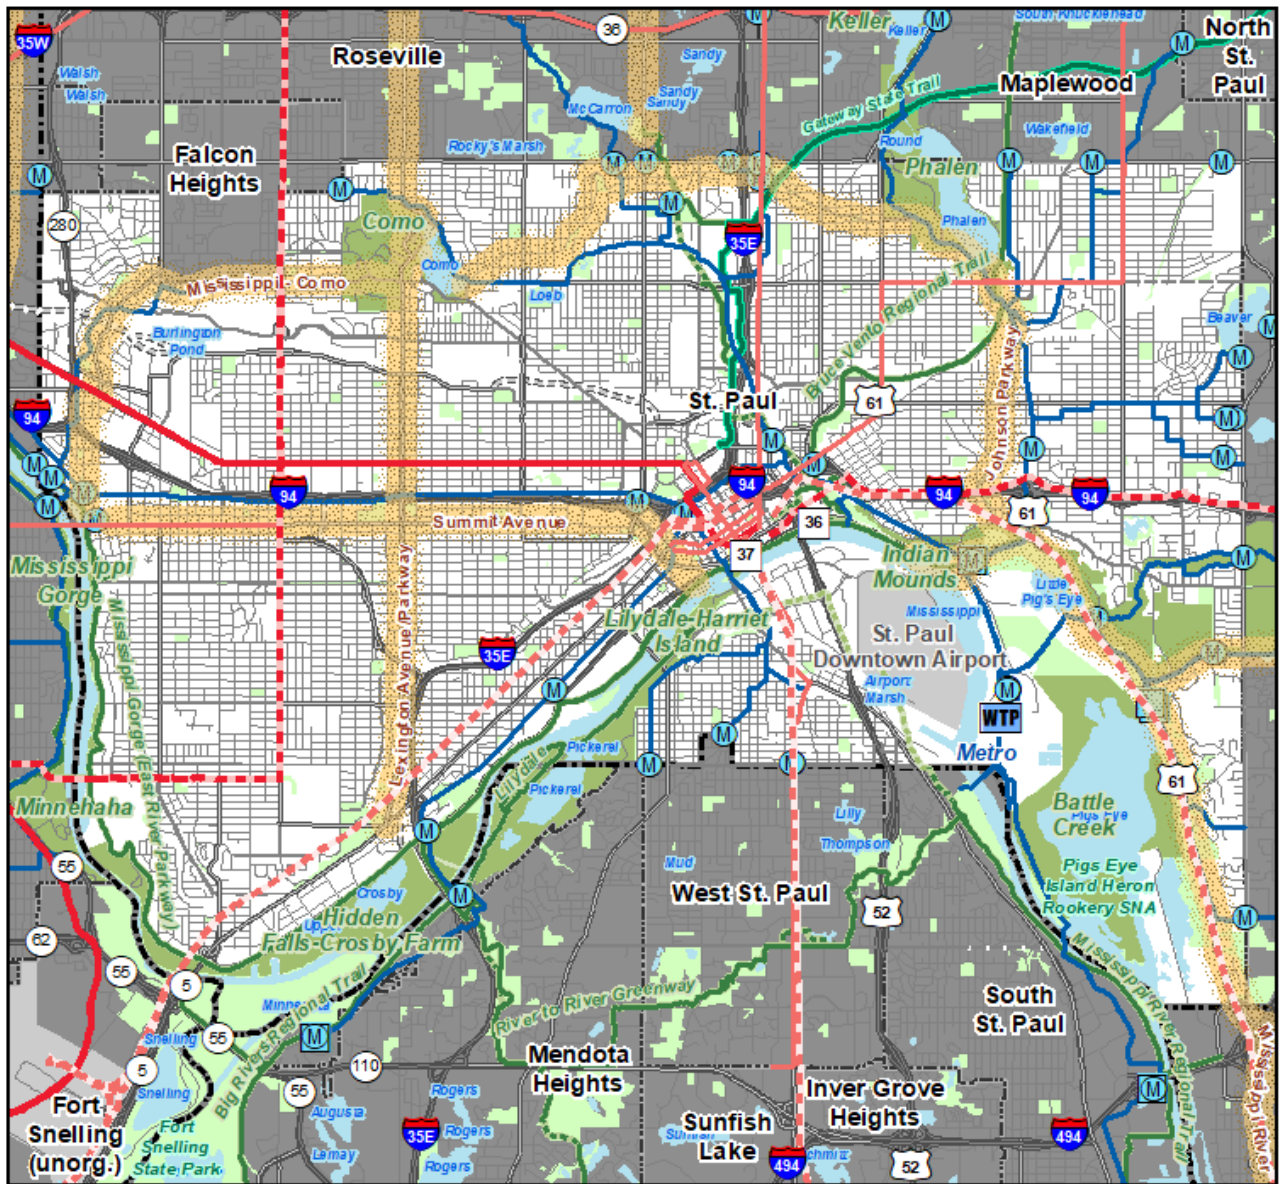 35W
Roseville
36
Keller
Keller
South Knucklehead
M
North
St.
Paul
Walsh
Walsh
Sandy
Sandy
Sandy
McCarron
Gateway State Trail
Maplewood
M
Wakefield
Falcon
Heights
Rocky's Marsh
Round
Phalen
M
M
M
M
M
M
M
M
280
Como
M
35E
Phalen
Como
Mississippi - Como
Loeb
Bruce Vento Regional Trail
Burlington
Pond
Beaver
M
M
Johnson Parkway
94
St. Paul
61
M
M
M
M
M
M
M
M
94
94
94
94
M
M
M
Summit Avenue
61
36
37
Mississippi
Gorge
Indian
Mounds
M
M
Little
Pig's Eye
M
Mississippi Gorge (East River Parkway)
Lexington Avenue Parkway
Lilydale-Harriet
Island
Mississippi
St. Paul
Downtown Airport
Airport
Marsh
35E
M
M
WTP
Metro
M
M
M
Pickerel
Lilydale
Pickerel
61
Minnehaha
Lilly
Thompson
Battle
Creek
Pigs Eye
M
55
Mud
Pigs Eye
Island Heron
Rookery SNA
Crosby
M
West St. Paul
52
M
Hidden
Falls-Crosby Farm
Upper
62
55
5
Mississippi River Regional Trail
Big Rivers Regional Trail
River to River Greenway
South
St. Paul
Snelling
55
M
5
110
Mendota
Heights
Mississippi River
Snelling
55
Rogers
Inver Grove
Heights
M
Fort
Snelling
(unorg.)
Augusta
Rogers
35E
Sunfish
Lake
494
Fort
Snelling
State Park
Lemay
Rogers
494
52